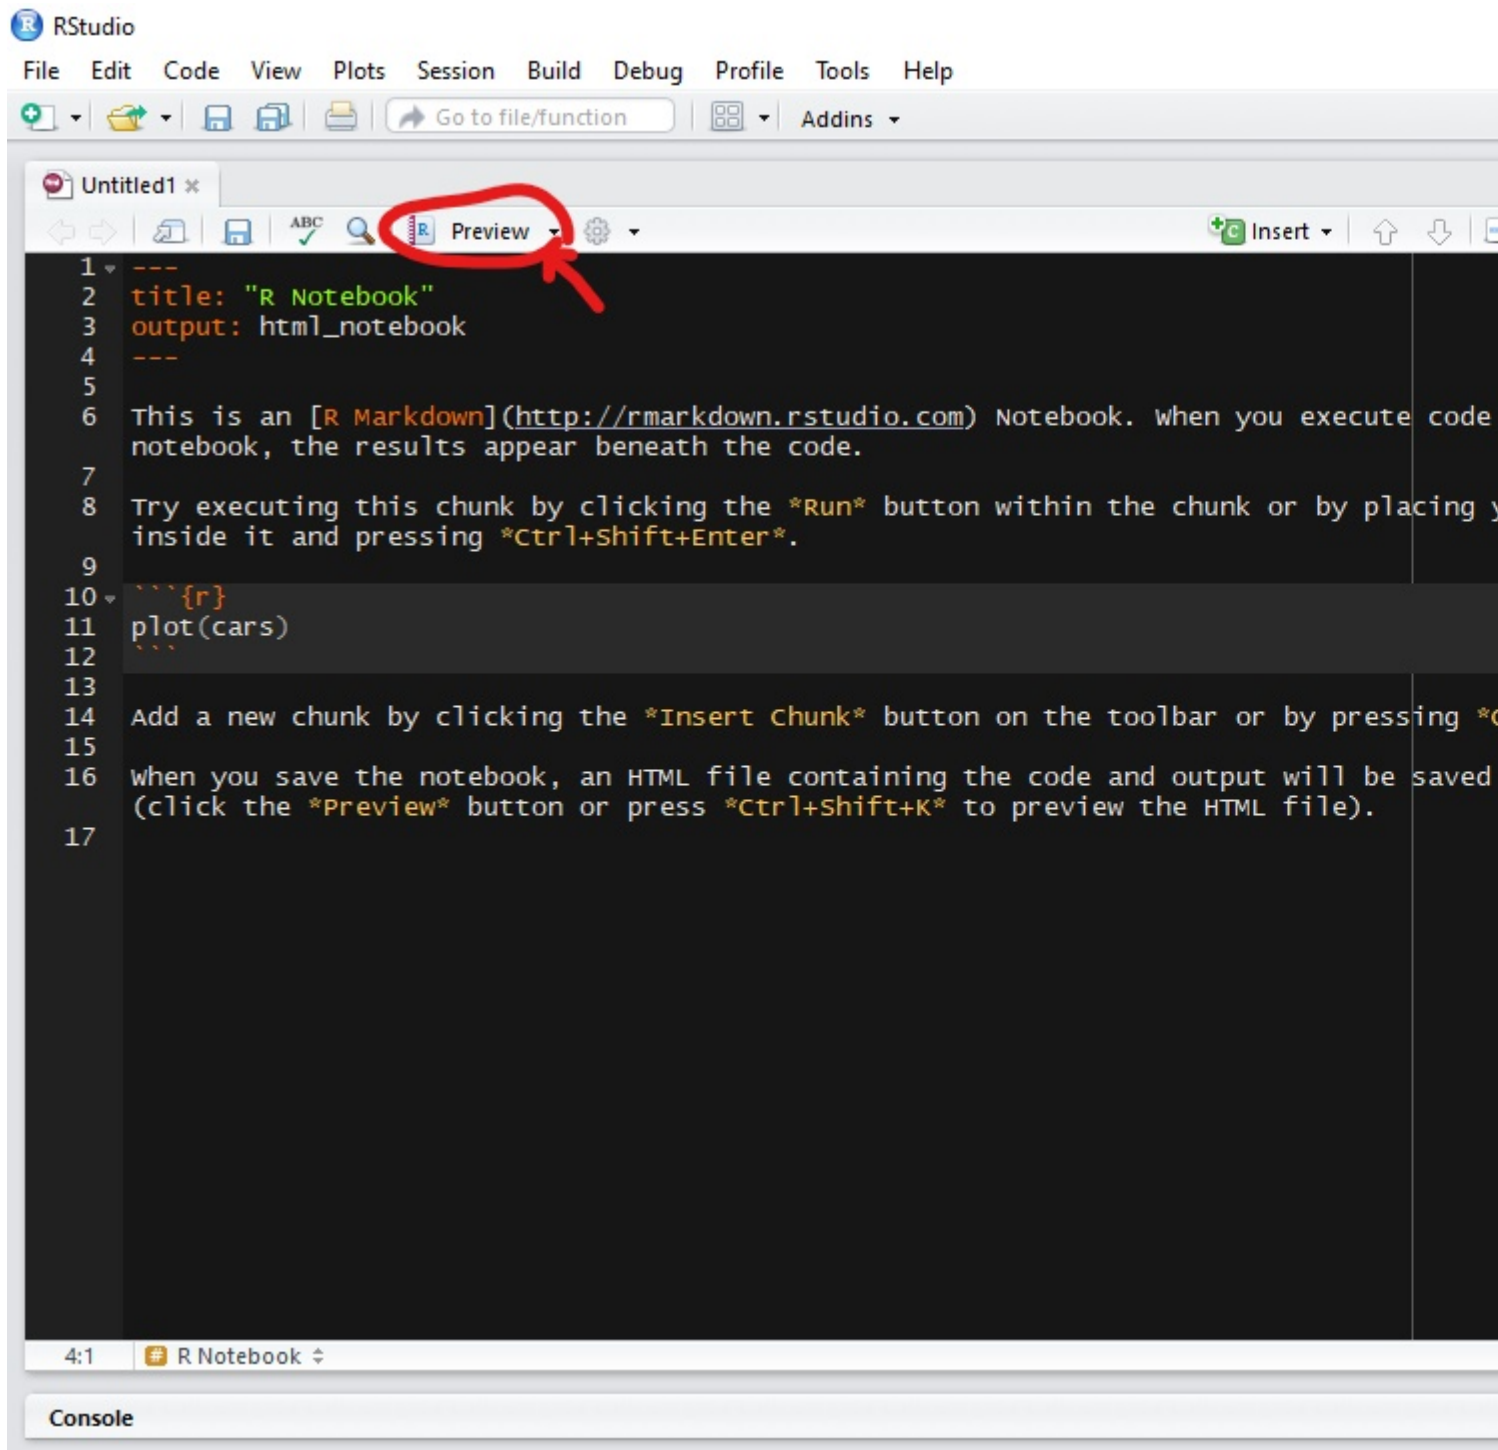 RStudio
File Edit Code View Plots Session Build Debug Profile Tools Help
Go to file/function Addins
Untitled1
ABC Preview Insert
1 ---
2 title: "R Notebook"
3 output: html_notebook
4 ---
5
6 This is an [R Markdown](http://rmarkdown.rstudio.com) Notebook. When you execute code
notebook, the results appear beneath the code.
7
8 Try executing this chunk by clicking the *Run* button within the chunk or by placing
inside it and pressing *Ctrl+Shift+Enter*.
9
10 ```{r}
11 plot(cars)
12 ```
13
14 Add a new chunk by clicking the *Insert Chunk* button on the toolbar or by pressing
15
16 When you save the notebook, an HTML file containing the code and output will be saved
(click the *Preview* button or press *Ctrl+Shift+K* to preview the HTML file).
17
4:1 R Notebook
Console